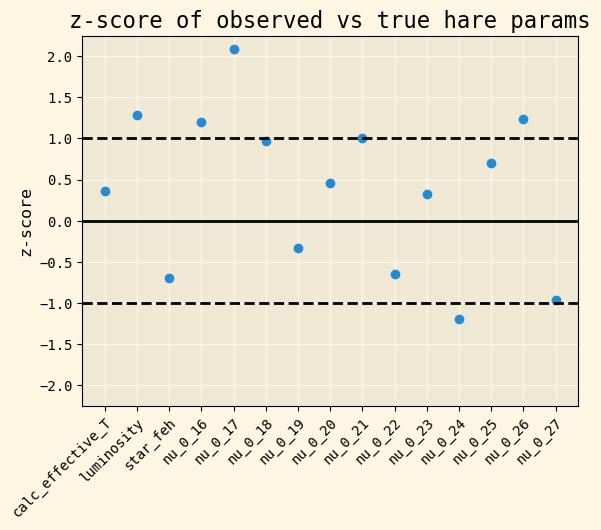 z-score of observed vs true hare params
z-score
2.0
1.5
1.0
0.5
0.0
−0.5
−1.0
−1.5
−2.0
calc_effective_T
luminosity
star_feh
nu_0_16
nu_0_17
nu_0_18
nu_0_19
nu_0_20
nu_0_21
nu_0_22
nu_0_23
nu_0_24
nu_0_25
nu_0_26
nu_0_27